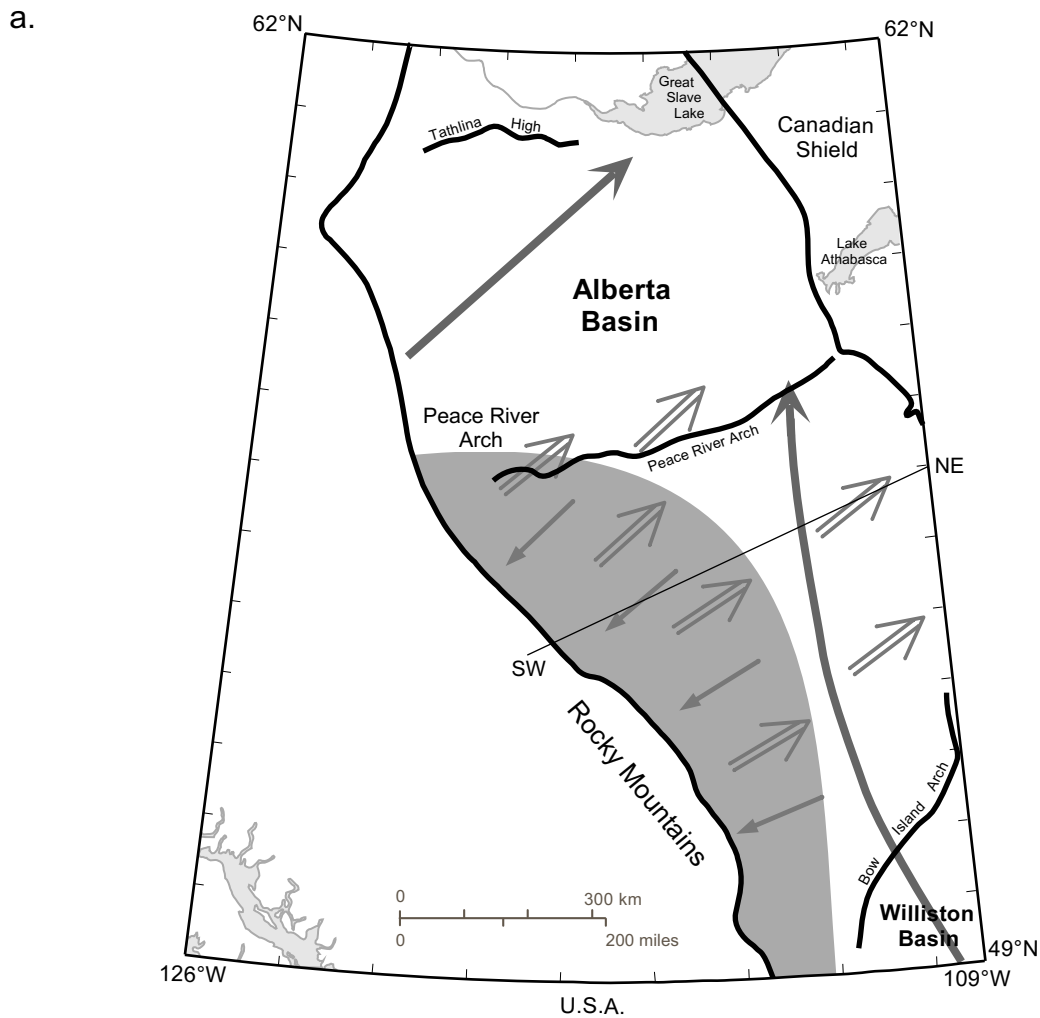 a.
62°N
62°N
Great
Slave
Lake
Canadian
Shield
Tathlina High
Lake
Athabasca
Alberta
Basin
Peace River
Arch
Peace River Arch
NE
SW
Rocky Mountains
Bow Island Arch
Williston
Basin
0
300 km
0
200 miles
49°N
126°W
109°W
U.S.A.